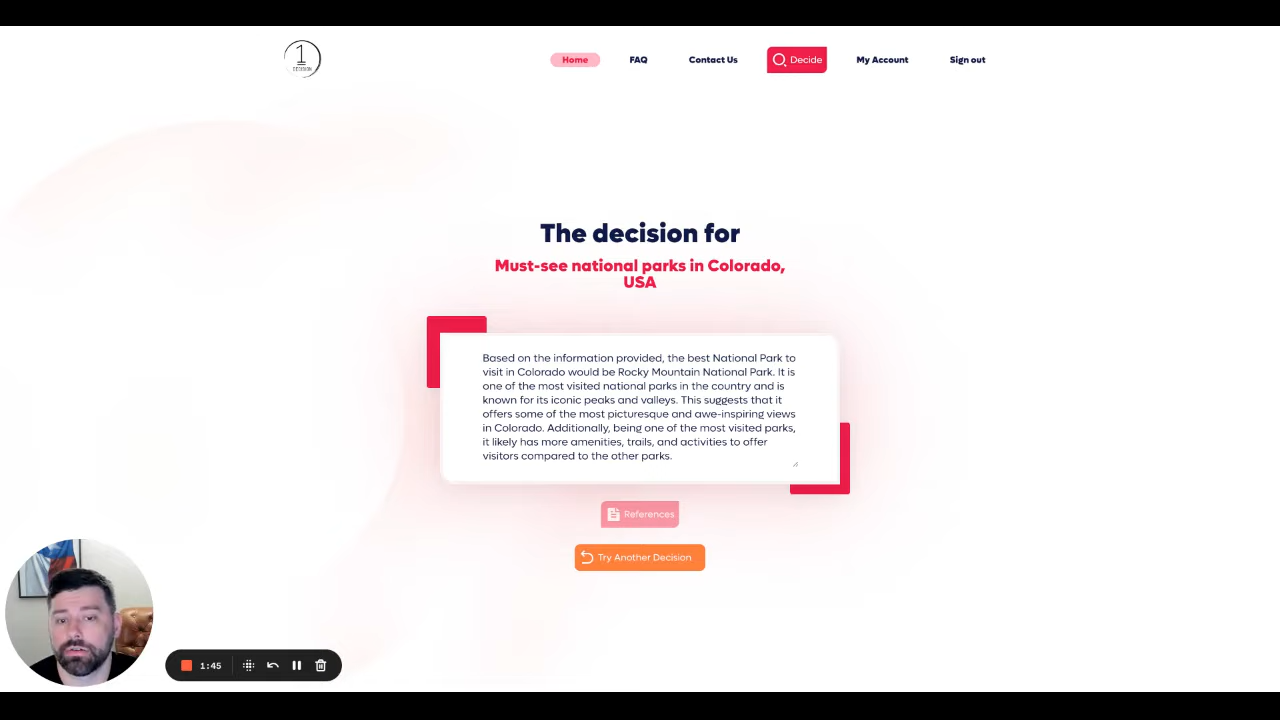 1
DECISION
Home
FAQ
Contact Us
Decide
My Account
Sign out
The decision for
Must-see national parks in Colorado,
USA
Based on the information provided, the best National Park to
visit in Colorado would be Rocky Mountain National Park. It is
one of the most visited national parks in the country and is
known for its iconic peaks and valleys. This suggests that it
offers some of the most picturesque and awe-inspiring views
in Colorado. Additionally, being one of the most visited parks,
it likely has more amenities, trails, and activities to offer
visitors compared to the other parks.
References
Try Another Decision
1:45